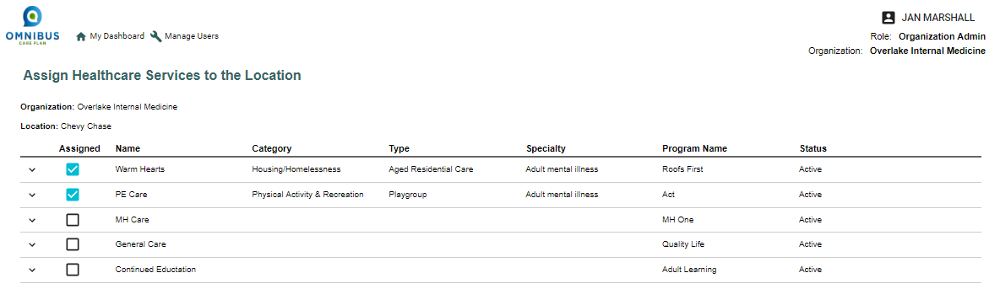 OMNIBUS
CARE PLAN
My Dashboard Manage Users
JAN MARSHALL
Role: Organization Admin
Organization: Overlake Internal Medicine
Assign Healthcare Services to the Location
Organization: Overlake Internal Medicine
Location: Chevy Chase
Assigned Name Category Type Specialty Program Name Status
Warm Hearts Housing/Homelessness Aged Residential Care Adult mental illness Roofs First Active
PE Care Physical Activity & Recreation Playgroup Adult mental illness Act Active
MH Care MH One Active
General Care Quality Life Active
Continued Eductation Adult Learning Active